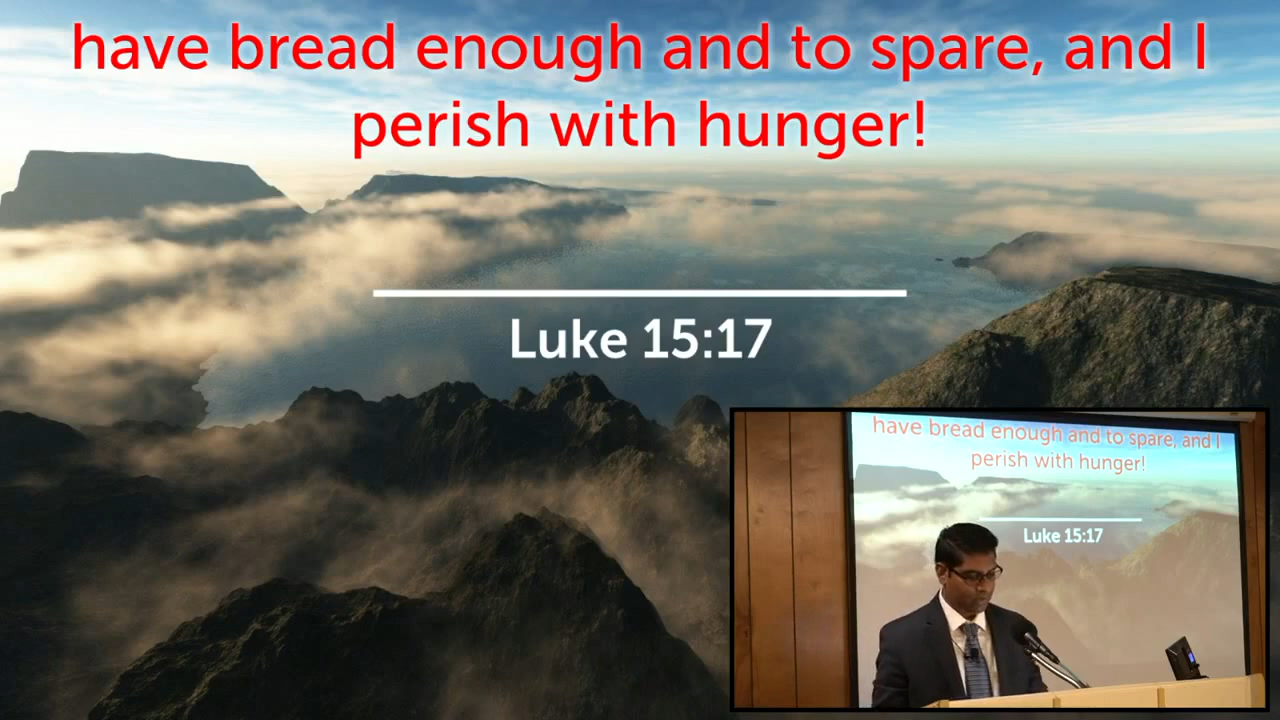 have bread enough and to spare, and I
perish with hunger!
Luke 15:17
have bread enough and to spare, and I
perish with hunger!
Luke 15:17